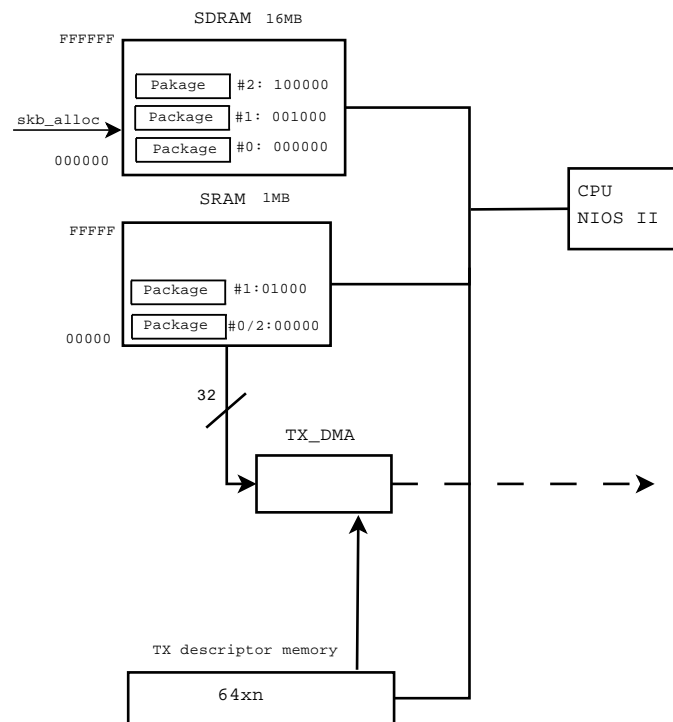 SDRAM 16MB
FFFFFF
Pakage #2: 100000
skb_alloc
Package #1: 001000
Package #0: 000000
000000
CPU
NIOS II
SRAM 1MB
FFFFF
Package #1:01000
Package #0/2:00000
00000
32
TX_DMA
TX descriptor memory
64xn